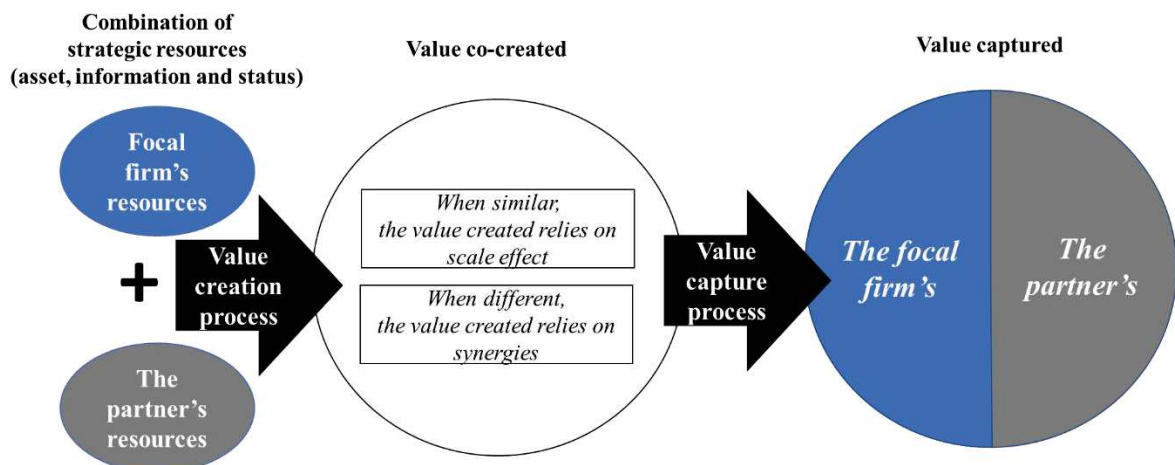 Combination of
strategic resources
(asset, information and status)
Focal
firm's
resources
+
The
partner's
resources
Value
creation
process
Value co-created
When similar,
the value created relies on
scale effect
When different,
the value created relies on
synergies
Value
capture
process
Value captured
The focal
firm's
The
partner's